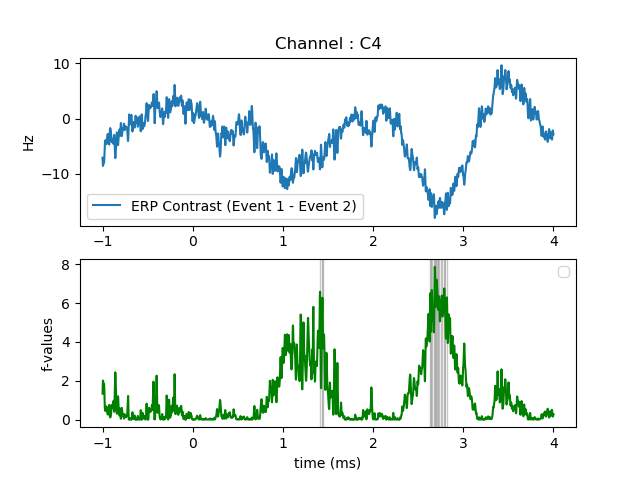 Channel : C4
10
0
−10
Hz
ERP Contrast (Event 1 - Event 2)
−1 0 1 2 3 4
8
6
4
2
0
f-values
−1 0 1 2 3 4
time (ms)